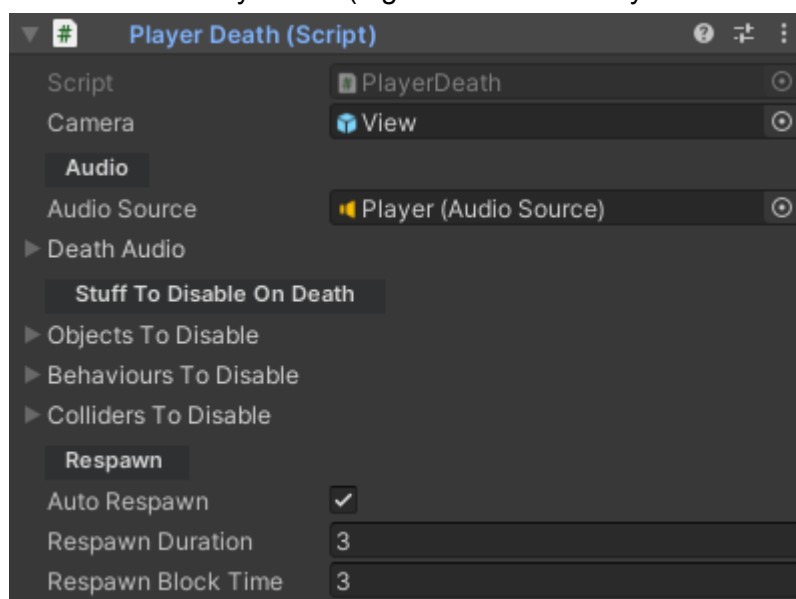 Player Death (Script)
Script PlayerDeath
Camera View
Audio
Audio Source Player (Audio Source)
Death Audio
Stuff To Disable On Death
Objects To Disable
Behaviours To Disable
Colliders To Disable
Respawn
Auto Respawn
Respawn Duration 3
Respawn Block Time 3